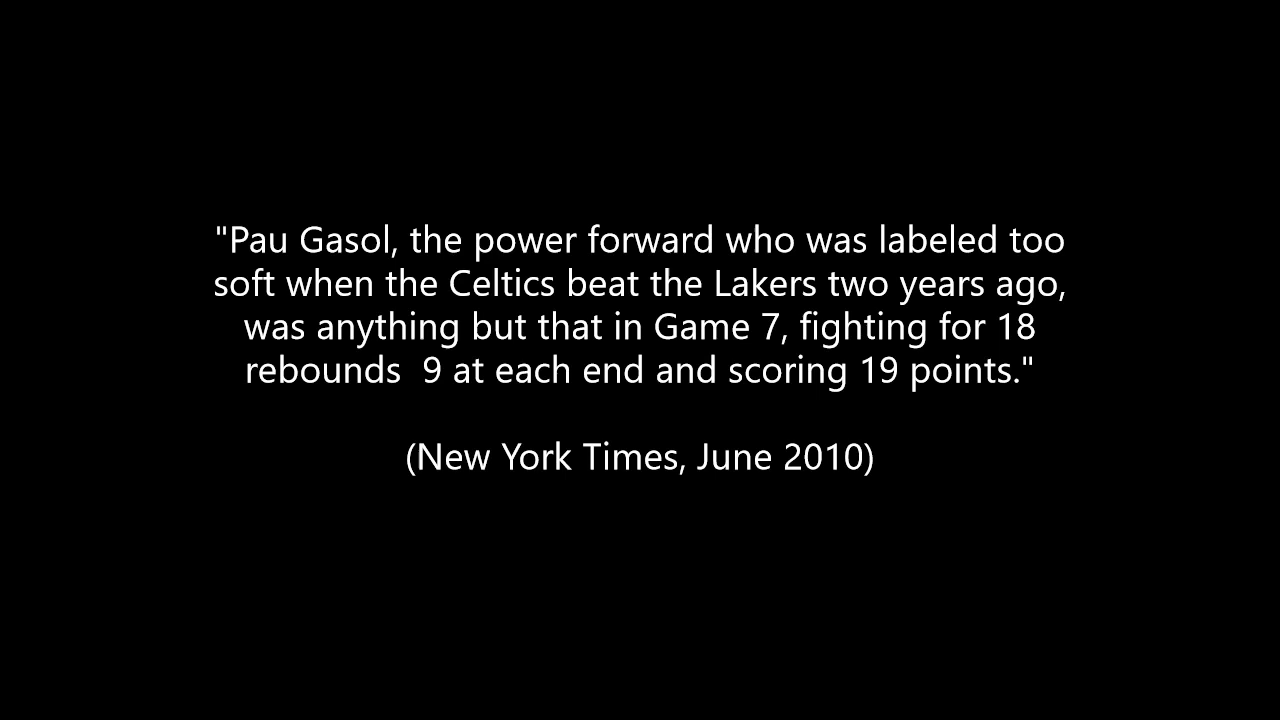 "Pau Gasol, the power forward who was labeled too
soft when the Celtics beat the Lakers two years ago,
was anything but that in Game 7, fighting for 18
rebounds  9 at each end and scoring 19 points."
(New York Times, June 2010)